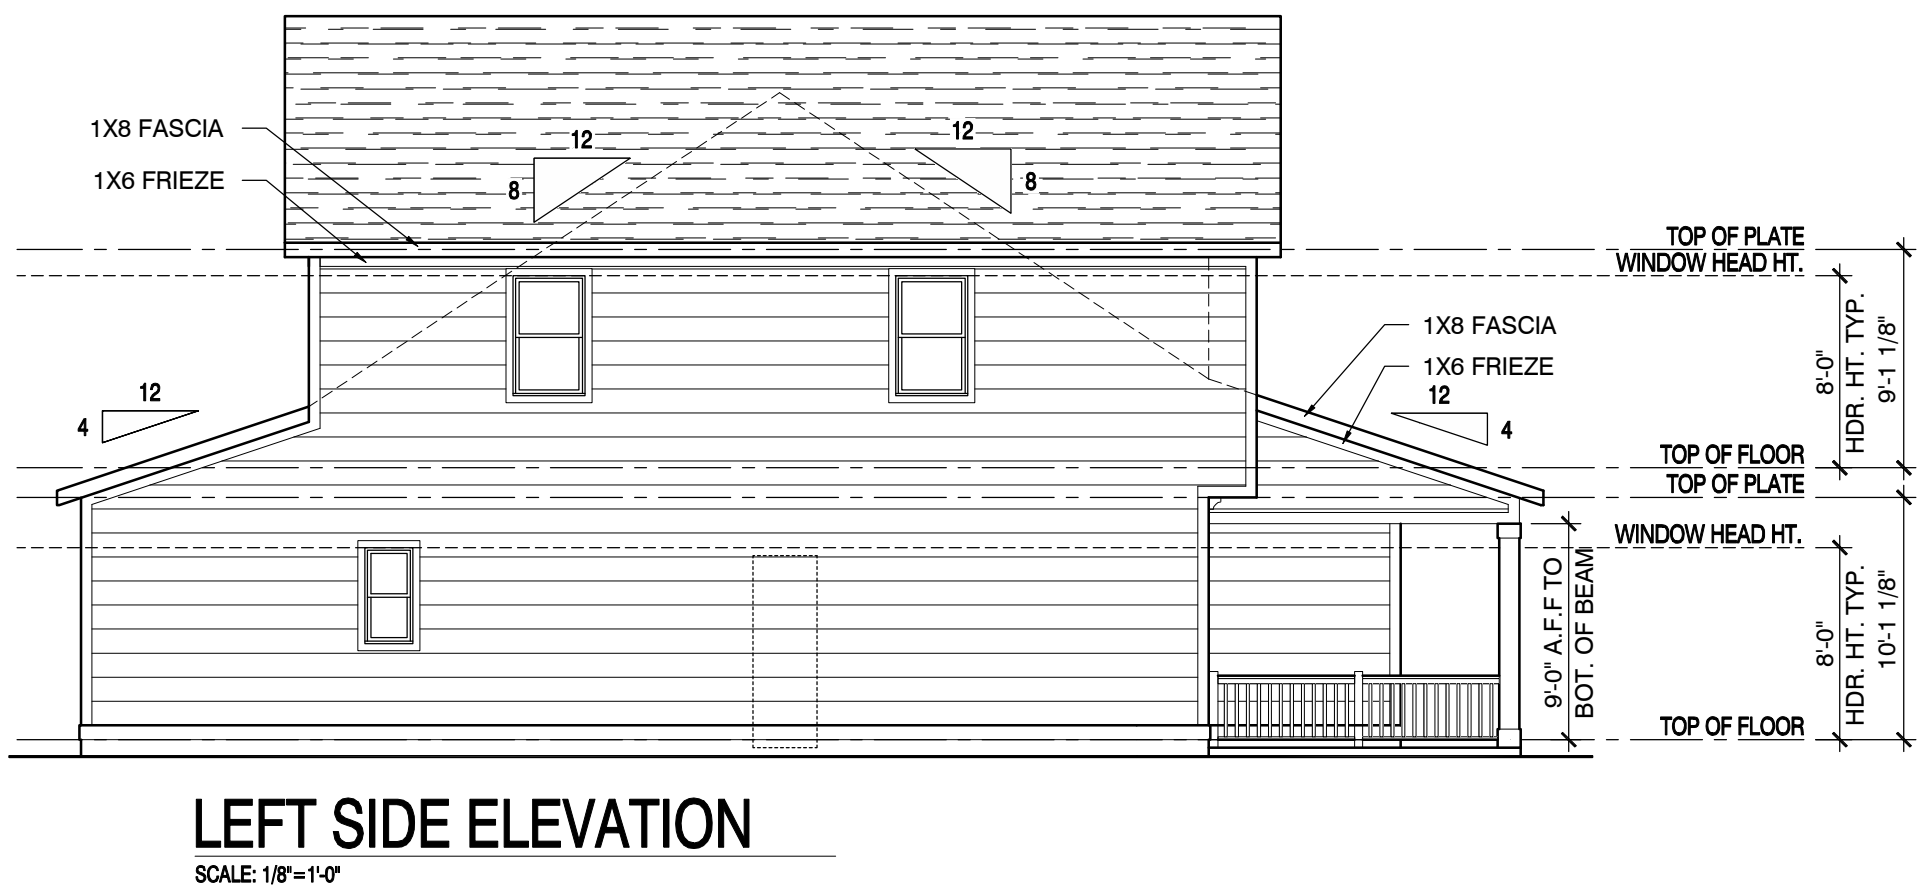 1X8 FASCIA
1X6 FRIEZE
12
8
12
8
TOP OF PLATE
WINDOW HEAD HT.
1X8 FASCIA
1X6 FRIEZE
12
4
12
4
8'-0"
HDR. HT. TYP.
9'-1 1/8"
TOP OF FLOOR
TOP OF PLATE
WINDOW HEAD HT.
9'-0" A.F.F TO
BOT. OF BEAM
8'-0"
HDR. HT. TYP.
10'-1 1/8"
TOP OF FLOOR
LEFT SIDE ELEVATION
SCALE: 1/8"=1'-0"